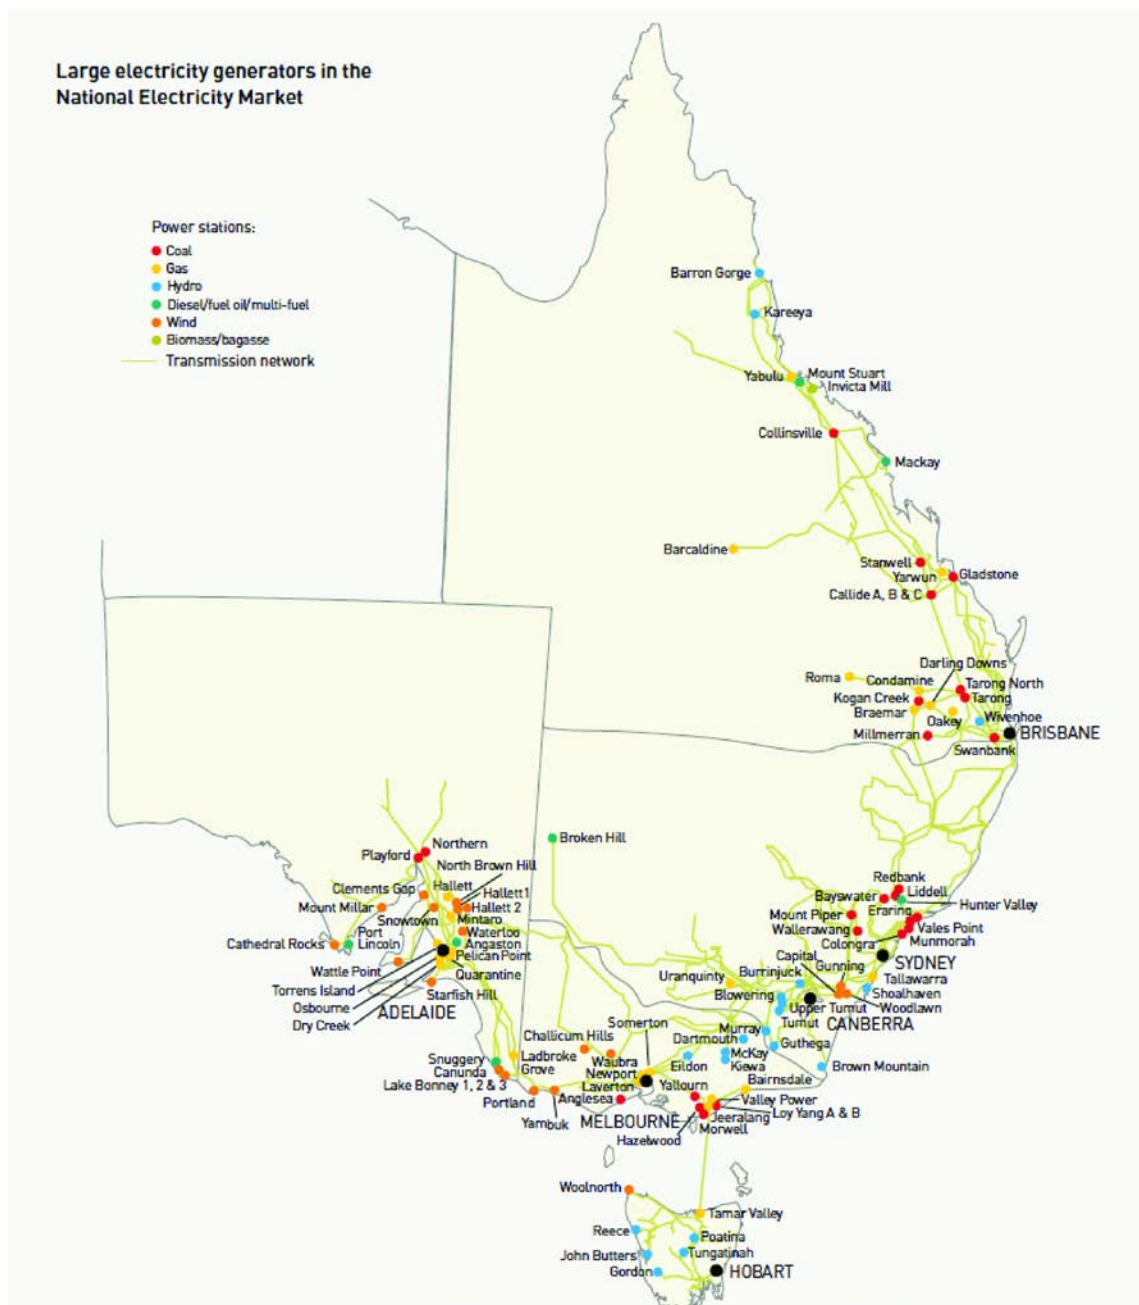 Large electricity generators in the
National Electricity Market
Power stations:
Coal
Gas
Hydro
Diesel/fuel oil/multi-fuel
Wind
Biomass/bagasse
Transmission network
Barron Gorge
Kareeya
Yabulu
Mount Stuart
Invicta Mill
Collinsville
Mackay
Barcaldine
Stanwell
Yarwun
Gladstone
Callide A, B & C
Darling Downs
Roma
Condamine
Tarong North
Kogan Creek
Tarong
Braemar
Oakey
Wivenhoe
Millmerran
BRISBANE
Swanbank
Broken Hill
Northern
Playford
North Brown Hill
Clements Gap
Hallett
Hallett1
Mount Millar
Hallett 2
Snowtown
Mintaro
Waterloo
Port
Lincoln
Cathedral Rocks
Angaston
Pelican Point
Wattle Point
Quarantine
Torrens Island
Starfish Hill
Osbourne
ADELAIDE
Dry Creek
Redbank
Bayswater
Liddell
Hunter Valley
Eraring
Mount Piper
Vales Point
Wallerawang
Munmorah
Colongra
Capital
SYDNEY
Gunning
Uranquinty
Burrinjuck
Tallawarra
Blowering
Shoalhaven
Upper Tumut
Woodlawn
Tumut
CANBERRA
Somerton
Murray
Challicum Hills
Dartmouth
Guthega
Snuggery
Ladbroke
Grove
Waubra
McKay
Canunda
Newport
Eildon
Kiewa
Brown Mountain
Lake Bonney 1, 2 & 3
Laverton
Yallourn
Bairnsdale
Portland
Anglesea
Valley Power
Yambuk
MELBOURNE
Jeeralang
Loy Yang A & B
Hazelwood
Morwell
Woolnorth
Tamar Valley
Reece
Poatina
John Butters
Tungatinah
Gordon
HOBART